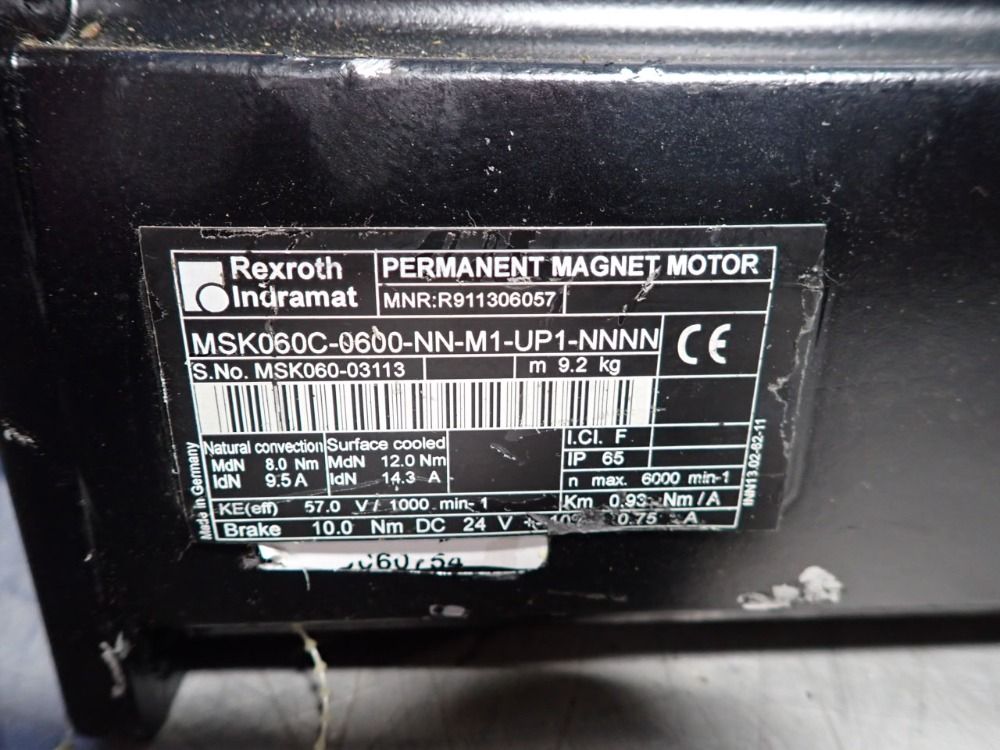 Rexroth
Indramat
PERMANENT MAGNET MOTOR
MNR:R911306057
MSK060C-0600-NN-M1-UP1-NNNN
CE
S.No. MSK060-03113
m 9.2 kg
Natural convection
MdN 8.0 Nm
IdN 9.5 A
Surface cooled
MdN 12.0 Nm
IdN 14.3 A
I.Cl. F
IP 65
n max. 6000 min-1
KE(eff) 57.0 V / 1000 min-1
Km 0.93 Nm/A
Brake 10.0 Nm DC 24 V 0.75 A
Made in Germany
INN13.02-62-11